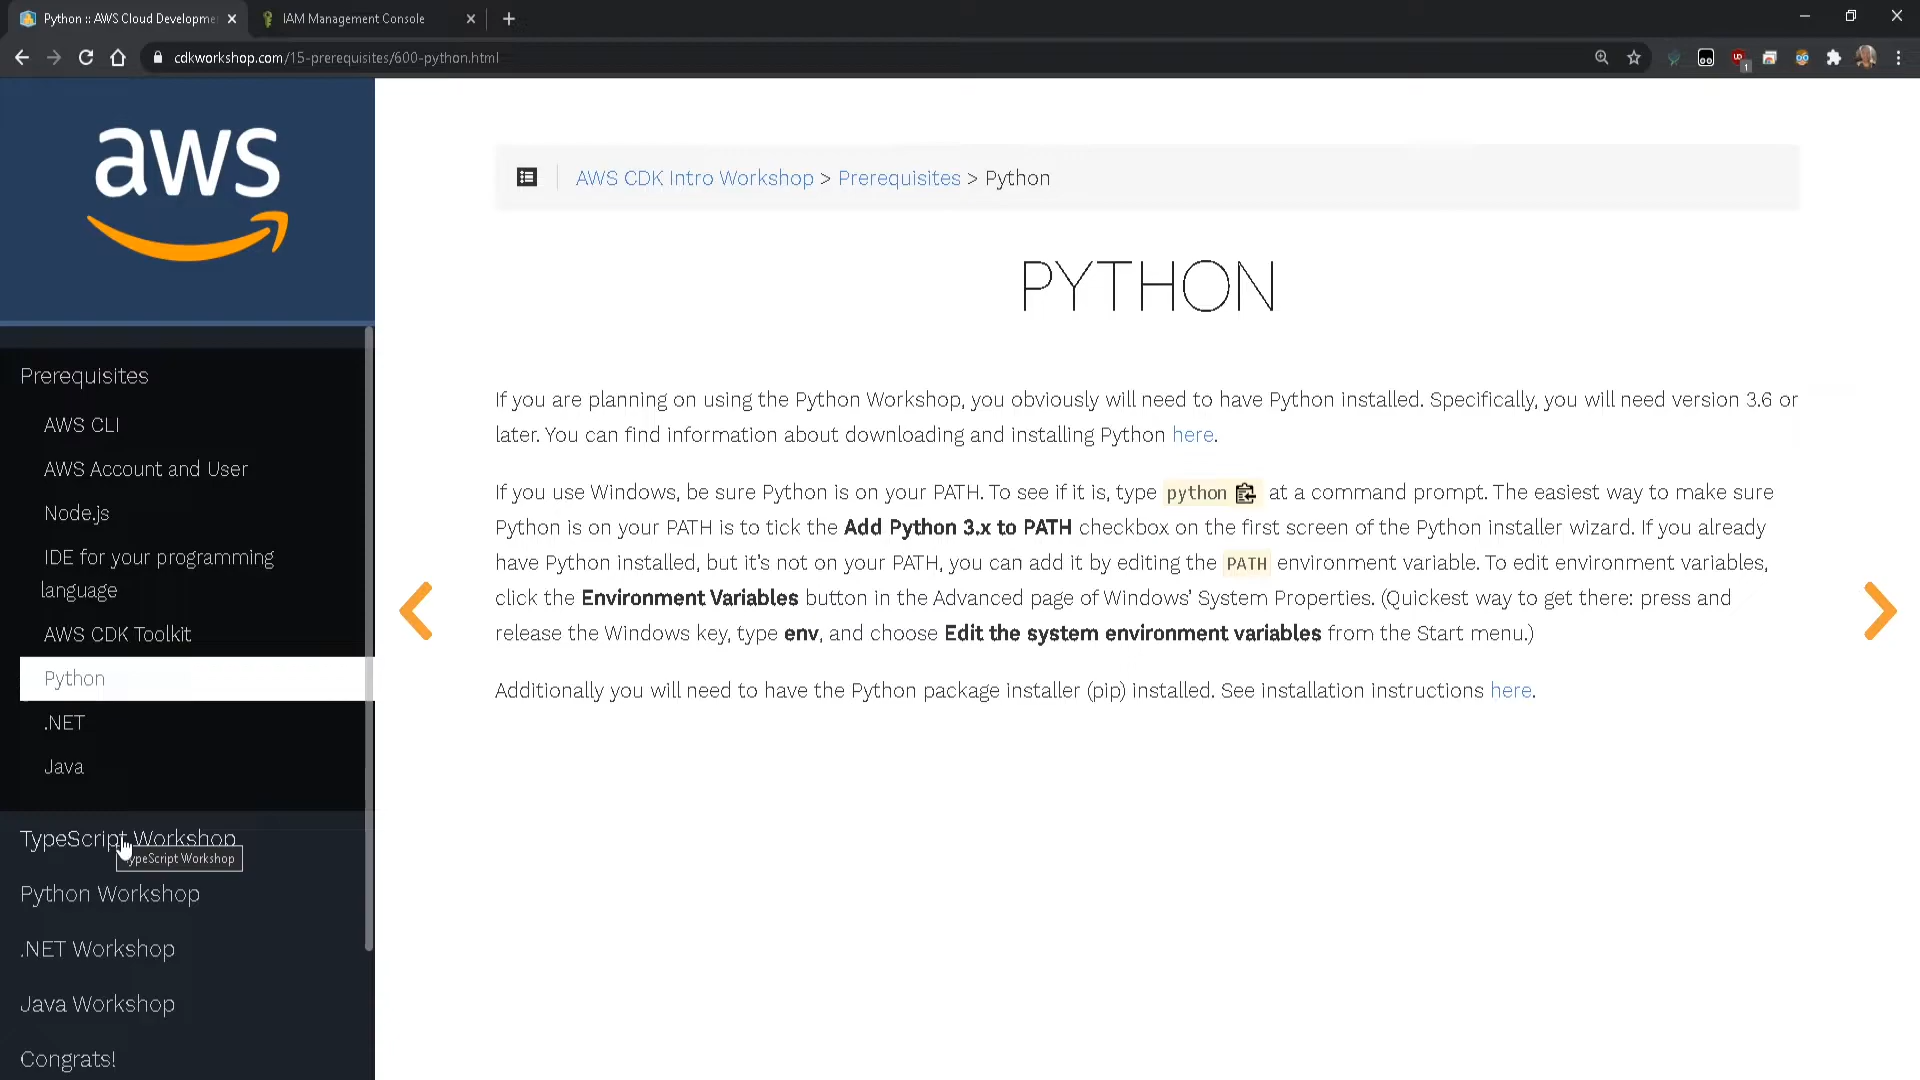 Python :: AWS Cloud Developme
IAM Management Console
cdkworkshop.com/15-prerequisites/600-python.html
1
aws
Prerequisites
AWS CLI
AWS Account and User
Node.js
IDE for your programming
language
AWS CDK Toolkit
Python
.NET
Java
TypeScript Workshop
TypeScript Workshop
Python Workshop
.NET Workshop
Java Workshop
Congrats!
AWS CDK Intro Workshop > Prerequisites > Python
PYTHON
If you are planning on using the Python Workshop, you obviously will need to have Python installed. Specifically, you will need version 3.6 or
later. You can find information about downloading and installing Python here.
If you use Windows, be sure Python is on your PATH. To see if it is, type python at a command prompt. The easiest way to make sure
Python is on your PATH is to tick the Add Python 3.x to PATH checkbox on the first screen of the Python installer wizard. If you already
have Python installed, but it's not on your PATH, you can add it by editing the PATH environment variable. To edit environment variables,
click the Environment Variables button in the Advanced page of Windows' System Properties. (Quickest way to get there: press and
release the Windows key, type env, and choose Edit the system environment variables from the Start menu.)
Additionally you will need to have the Python package installer (pip) installed. See installation instructions here.